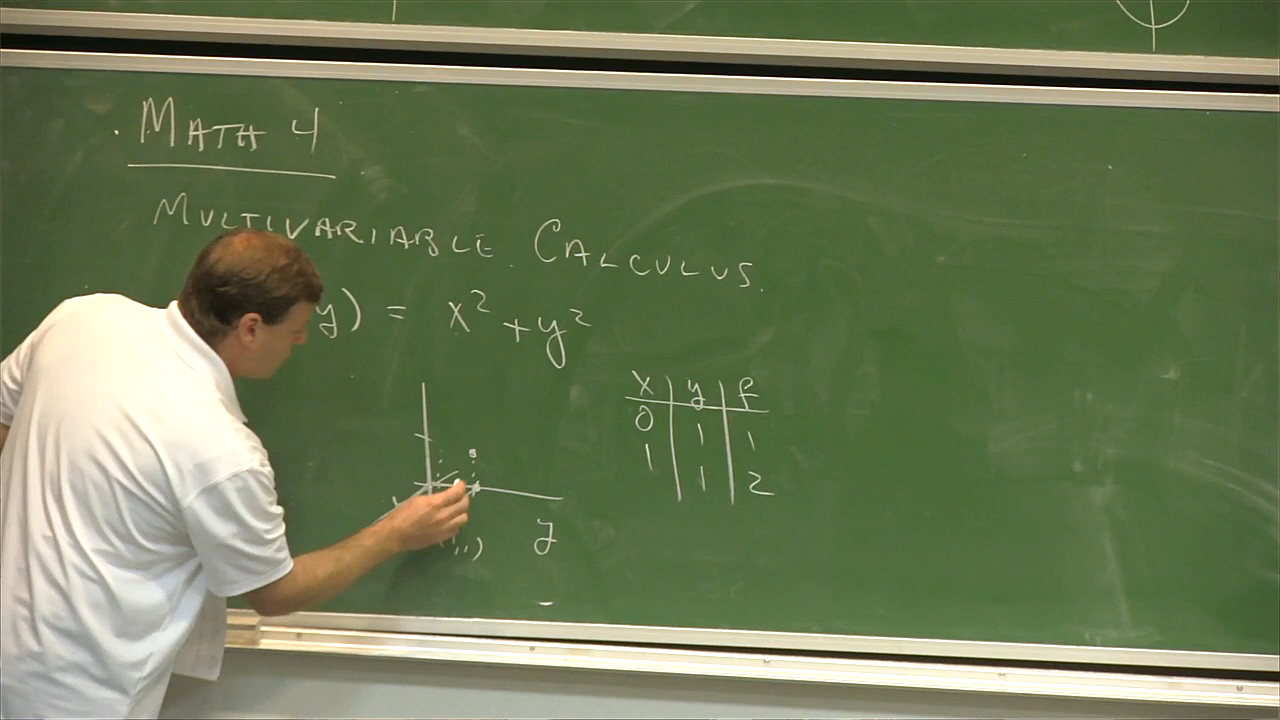 MATH 4
MULTIVARIABLE CALCULUS.
y) = x² + y²
x y f
0 1 1
1 1 2
y